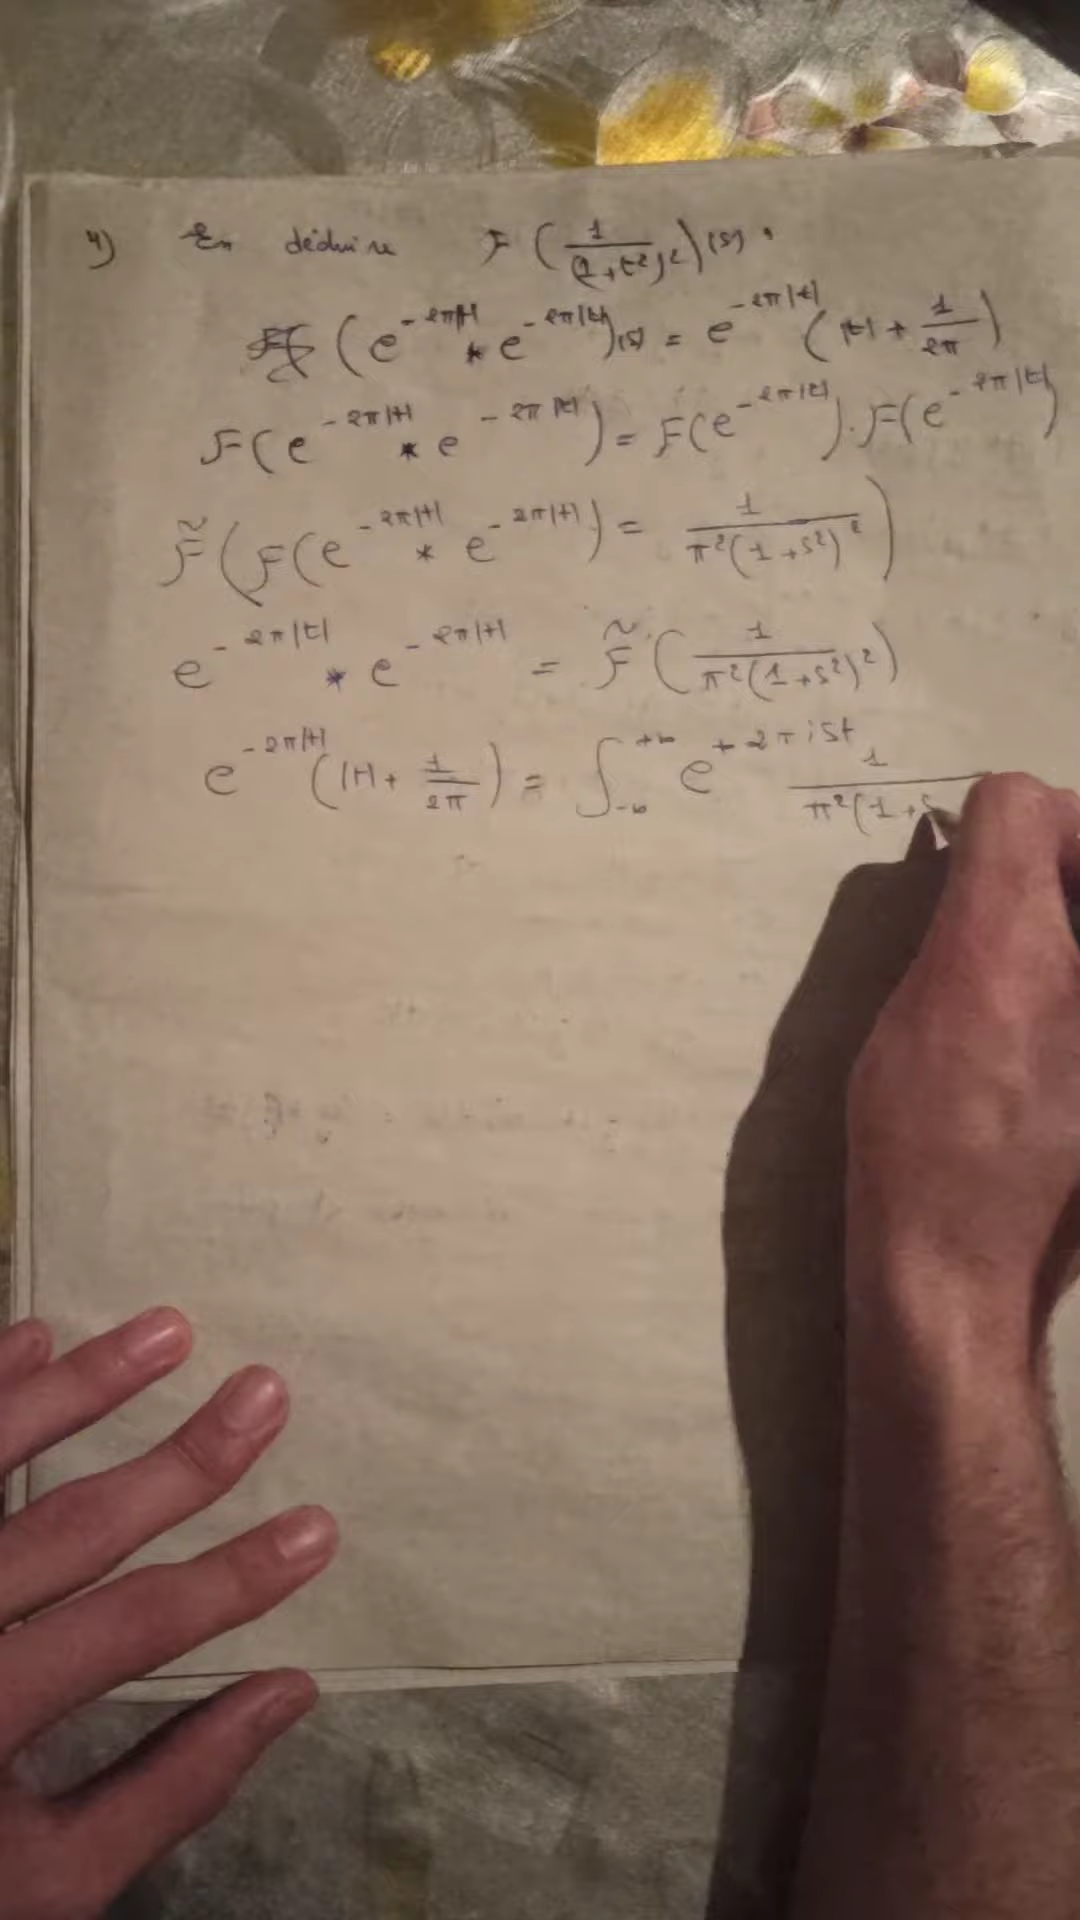 4) En déduire F(1/(1+t²)²)(s).
(e^{-2π|t|} * e^{-2π|t|})(s) = e^{-2π|t|}(|t| + 1/2π)
F(e^{-2π|t|} * e^{-2π|t|}) = F(e^{-2π|t|}).F(e^{-2π|t|})
F̃(F(e^{-2π|t|} * e^{-2π|t|}) = 1/π²(1+s²)²)
e^{-2π|t|} * e^{-2π|t|} = F̃(1/π²(1+s²)²)
e^{-2π|t|}(|t| + 1/2π) = ∫_{-∞}^{+∞} e^{+2πist} 1/π²(1+s